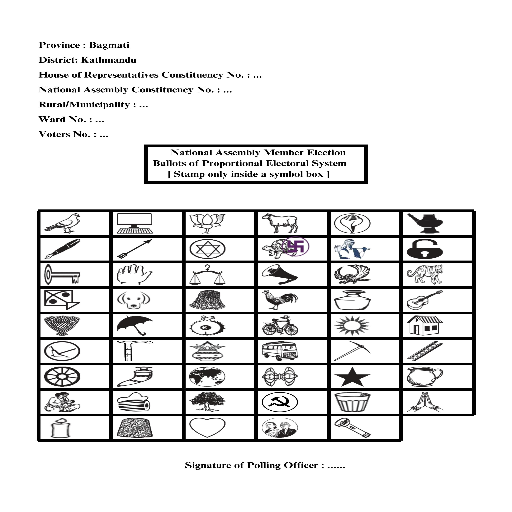 Province : Bagmati
District: Kathmandu
House of Representatives Constituency No. : ...
National Assembly Constituency No. : ...
Rural/Municipality : ...
Ward No. : ...
Voters No. : ...
National Assembly Member Election
Ballots of Proportional Electoral System
[ Stamp only inside a symbol box ]
Signature of Polling Officer : ......